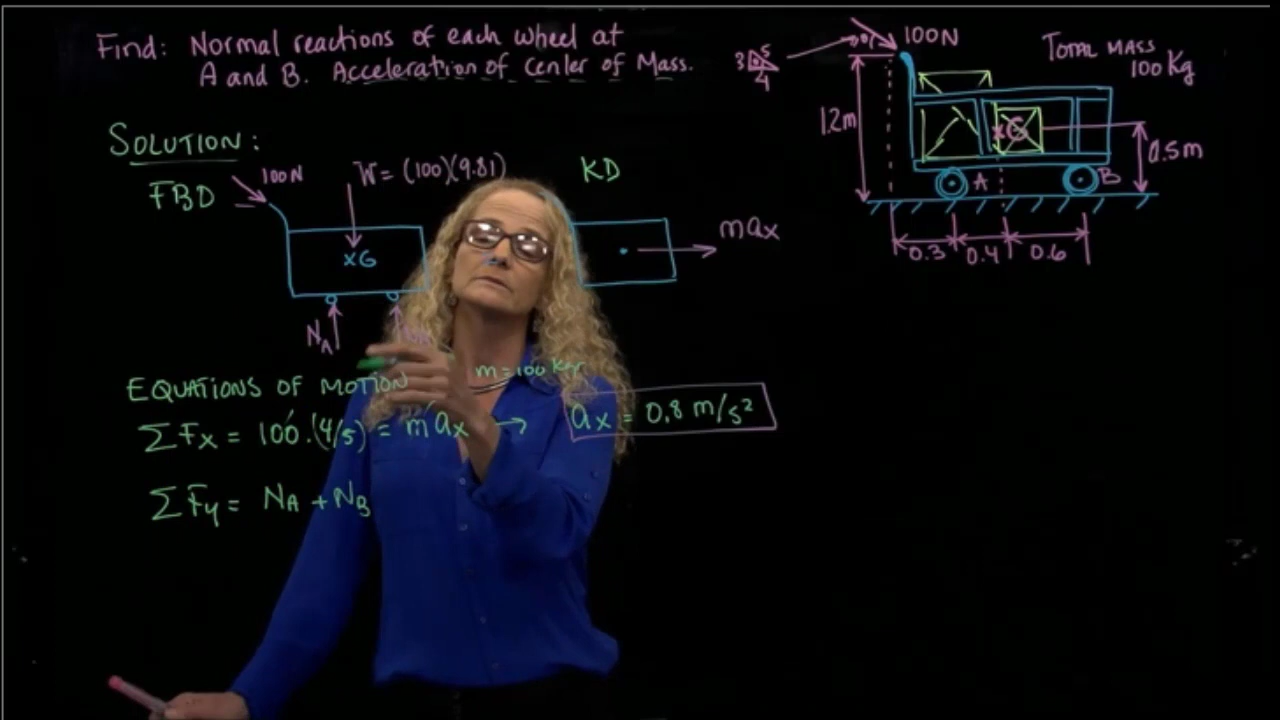 Find: Normal reactions of each wheel at
A and B. Acceleration of Center of Mass.
SOLUTION:
FBD
100N
W = (100)(9.81)
xG
NA
KD
max
EQUATIONS OF MOTION
m = 100 Kg
ΣFx = 100.(4/5) = max → ax = 0.8 m/s²
ΣFy = NA + NB
3 5
4
100N
TOTAL MASS
100 Kg
1.2m
xG
0.5m
A
B
0.3 0.4 0.6